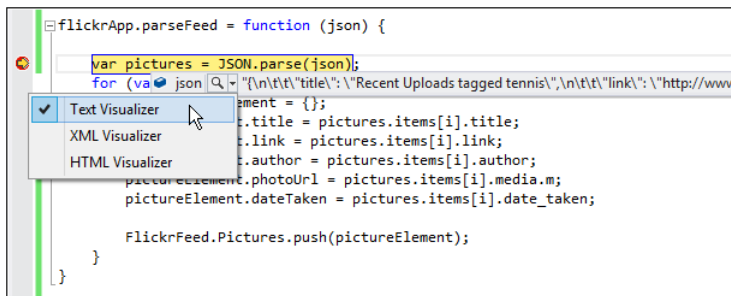 flickrApp.parseFeed = function (json) {
var pictures = JSON.parse(json);
for (va json "{\n\t\t\"title\": \"Recent Uploads tagged tennis\",\n\t\t\"link\": \"http://www
Text Visualizer ement = {};
t.title = pictures.items[i].title;
XML Visualizer t.link = pictures.items[i].link;
HTML Visualizer t.author = pictures.items[i].author;
pictureElement.photoUrl = pictures.items[i].media.m;
pictureElement.dateTaken = pictures.items[i].date_taken;
FlickrFeed.Pictures.push(pictureElement);
}
}